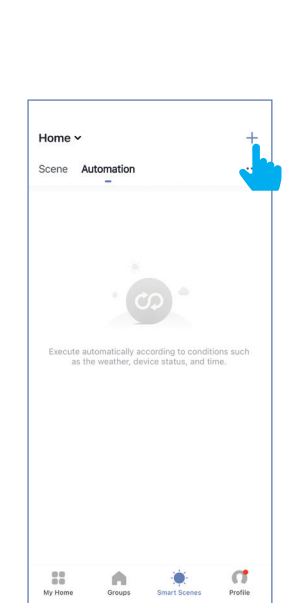 Home
Scene Automation
Execute automatically according to conditions such
as the weather, device status, and time.
My Home Groups Smart Scenes Profile